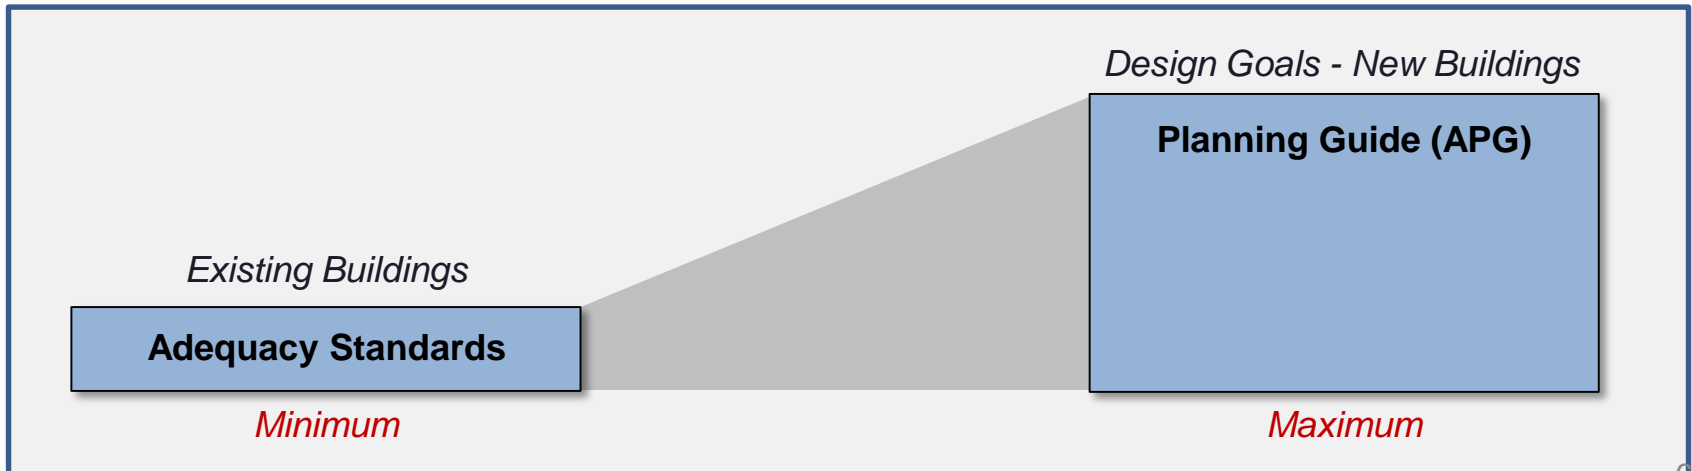 Design Goals - New Buildings
Planning Guide (APG)
Existing Buildings
Adequacy Standards
Minimum
Maximum